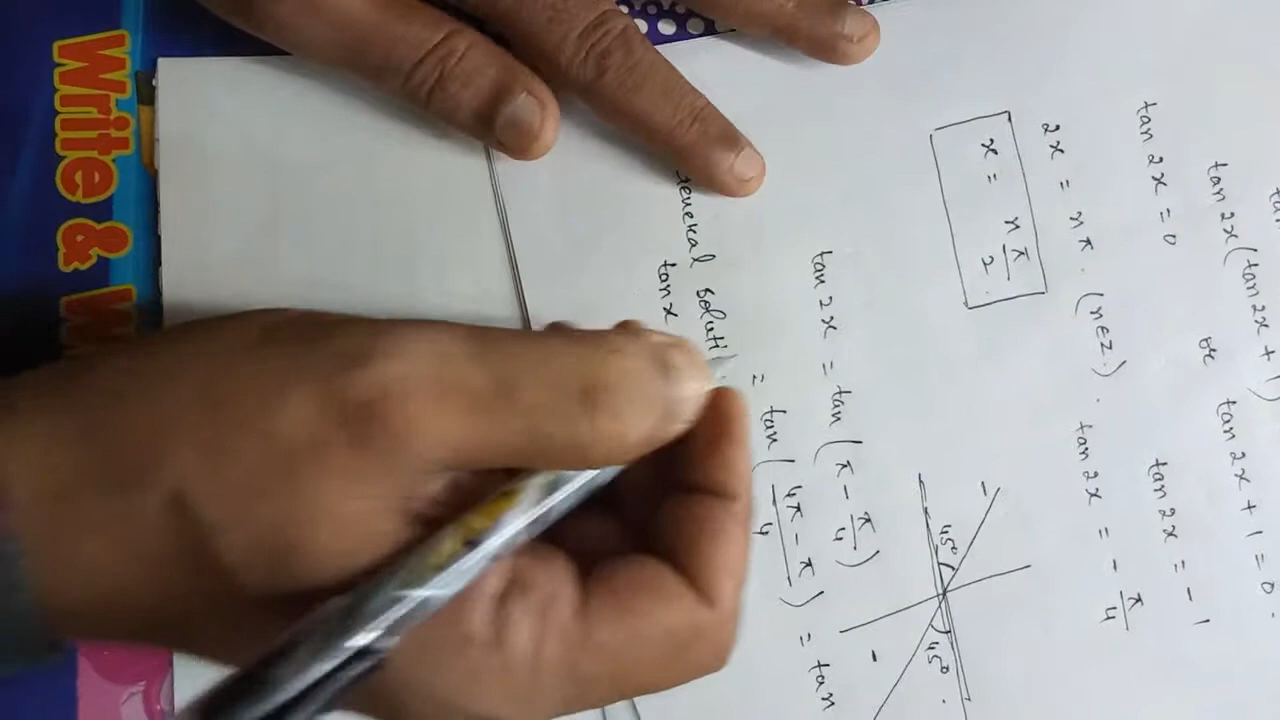 tan 2x (tan 2x + 1)
tan 2x = 0 or tan 2x + 1 = 0.
2x = nπ. (n∈Z.) tan 2x = -1
x = nπ/2. tan 2x = - π/4
45°
45°
tan 2x = tan (π - π/4)
= tan (4π - π / 4) = tan
General soluti
tan x
Write &